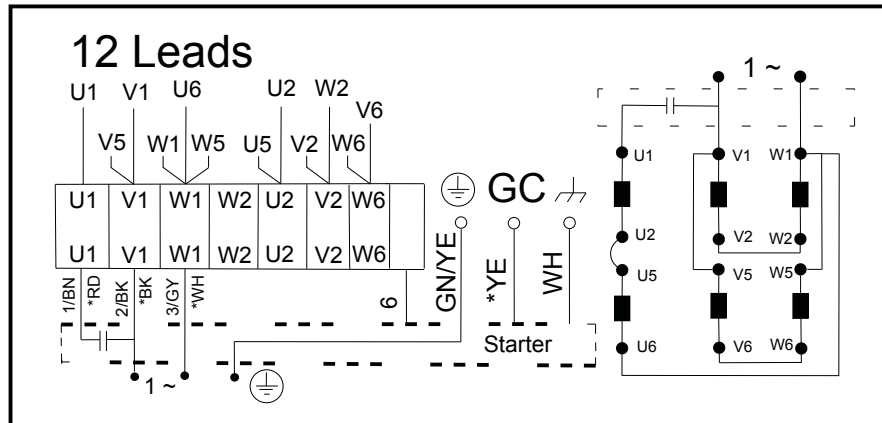 12 Leads
U1 V1 U6 U2 W2 V6
V5 W1 W5 U5 V2 W6
U1 V1 W1 W2 U2 V2 W6
U1 V1 W1 W2 U2 V2 W6
1/BN *RD 2/BK *BK 3/GY *WH 6 GN/YE *YE WH
GC
Starter
1 ~
1 ~
U1 V1 W1
U2 V2 W2
U5 V5 W5
U6 V6 W6